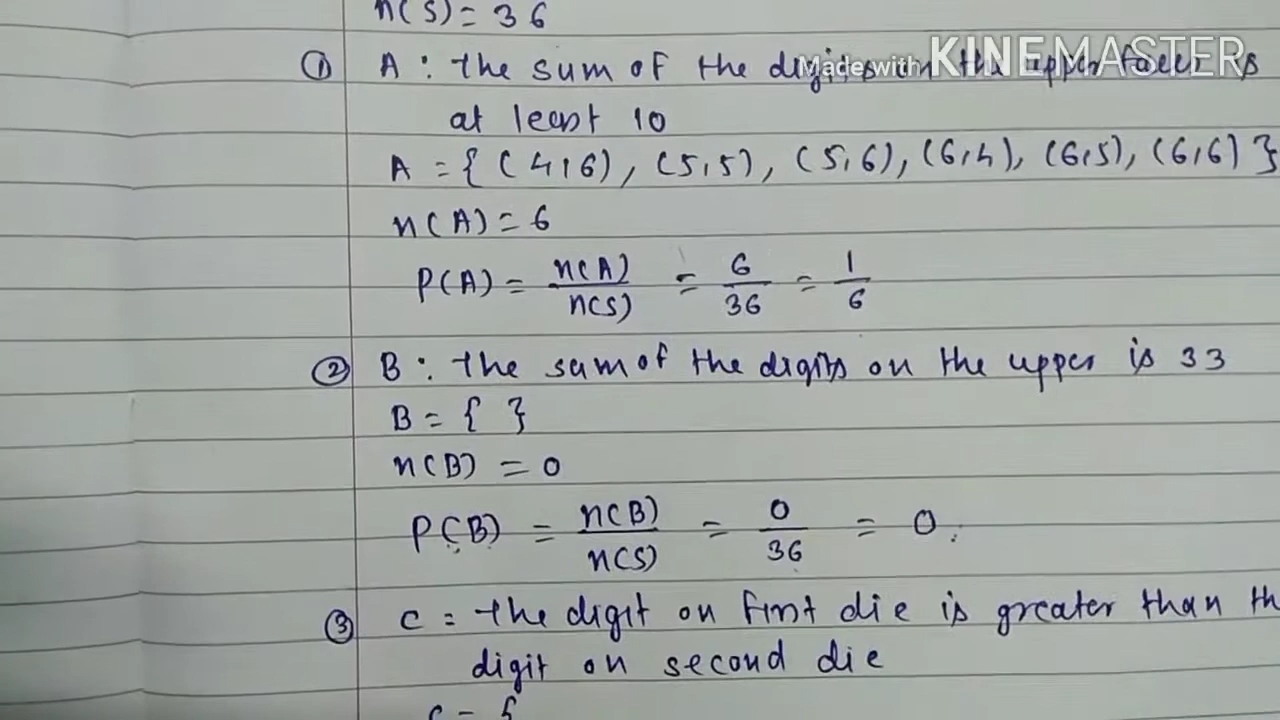 n(S) = 36
① A : the sum of the digits on the upper faces is
Made with KINEMASTER
at least 10
A = { (4,6), (5,5), (5,6), (6,4), (6,5), (6,6) }
n(A) = 6
P(A) = n(A)/n(S) = 6/36 = 1/6
② B : the sum of the digits on the upper is 33
B = { }
n(B) = 0
P(B) = n(B)/n(S) = 0/36 = 0.
③ C = the digit on first die is greater than th
digit on second die
C = {